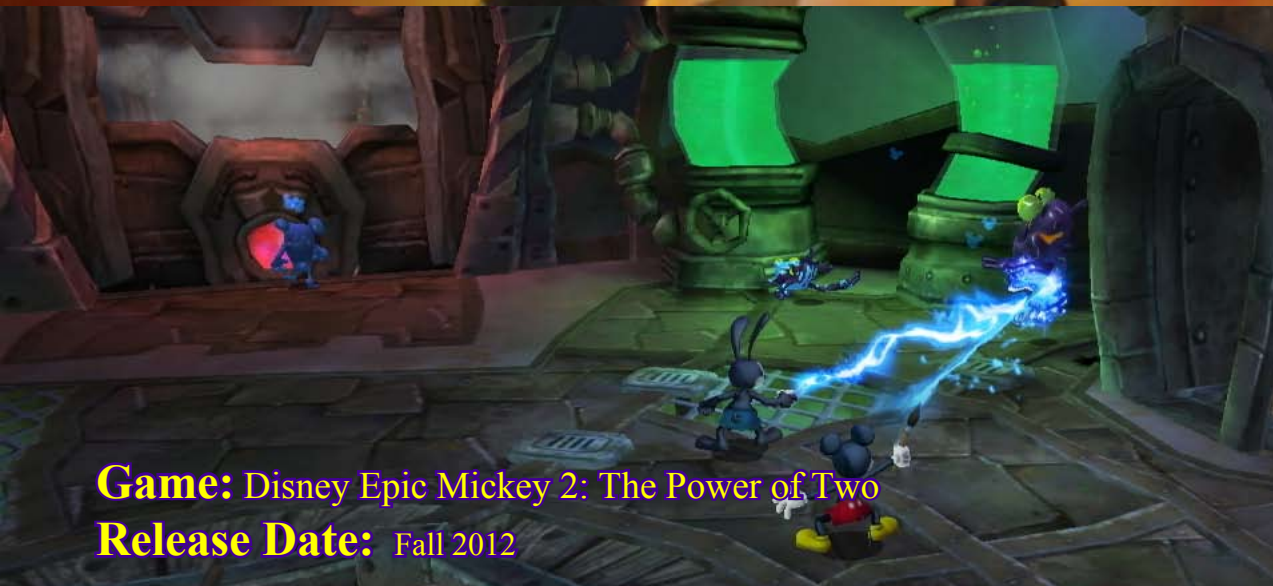 Game: Disney Epic Mickey 2: The Power of Two
Release Date: Fall 2012